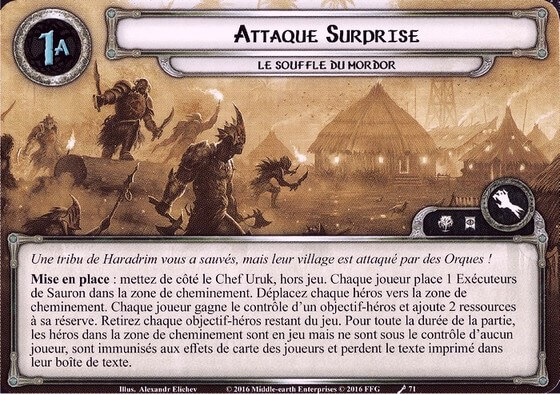 1A
ATTAQUE SURPRISE
LE SOUFFLE DU MORDOR
Une tribu de Haradrim vous a sauvés, mais leur village est attaqué par des Orques !
Mise en place : mettez de côté le Chef Uruk, hors jeu. Chaque joueur place 1 Exécuteurs
de Sauron dans la zone de cheminement. Déplacez chaque héros vers la zone de
cheminement. Chaque joueur gagne le contrôle d'un objectif-héros et ajoute 2 ressources
à sa réserve. Retirez chaque objectif-héros restant du jeu. Pour toute la durée de la partie,
les héros dans la zone de cheminement sont en jeu mais ne sont sous le contrôle d'aucun
joueur, sont immunisés aux effets de carte des joueurs et perdent le texte imprimé dans
leur boîte de texte.
Illus. Alexandr Elichev © 2016 Middle-earth Enterprises © 2016 FFG 71